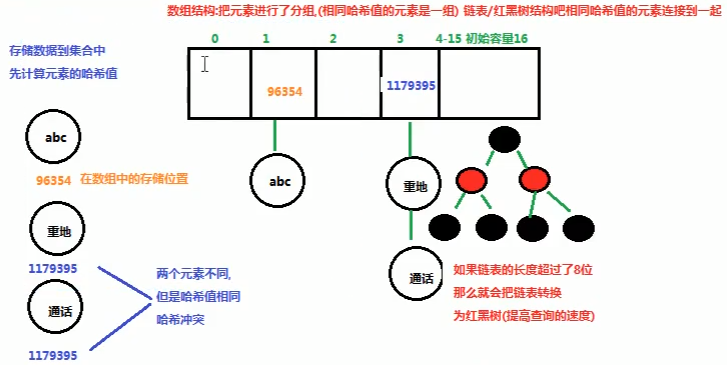 数组结构:把元素进行了分组,(相同哈希值的元素是一组) 链表/红黑树结构吧相同哈希值的元素连接到一起
存储数据到集合中
先计算元素的哈希值
0 1 2 3 4-15 初始容量16
96354
1179395
abc
96354 在数组中的存储位置
重地
1179395
通话
1179395
两个元素不同,
但是哈希值相同
哈希冲突
abc
重地
通话
如果链表的长度超过了8位
那么就会把链表转换
为红黑树(提高查询的速度)